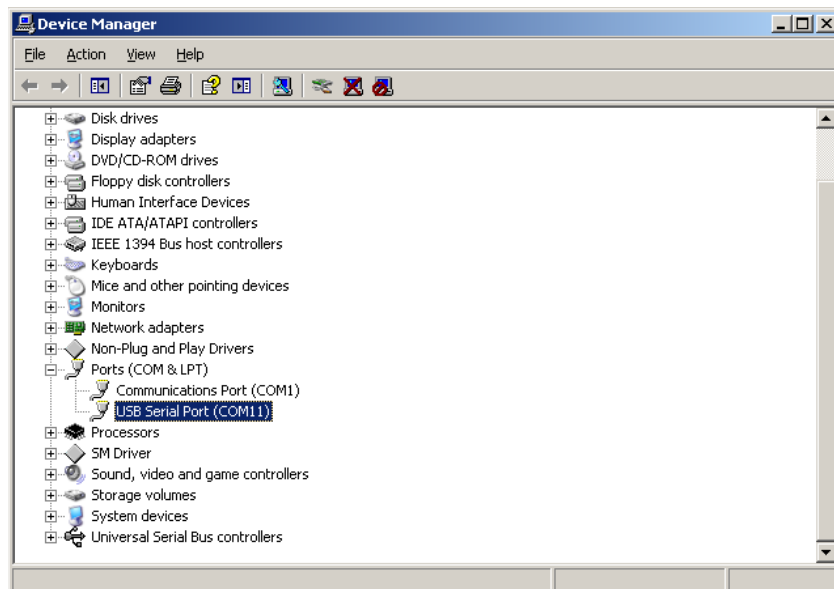 Device Manager
File Action View Help
Disk drives
Display adapters
DVD/CD-ROM drives
Floppy disk controllers
Human Interface Devices
IDE ATA/ATAPI controllers
IEEE 1394 Bus host controllers
Keyboards
Mice and other pointing devices
Monitors
Network adapters
Non-Plug and Play Drivers
Ports (COM & LPT)
Communications Port (COM1)
USB Serial Port (COM11)
Processors
SM Driver
Sound, video and game controllers
Storage volumes
System devices
Universal Serial Bus controllers